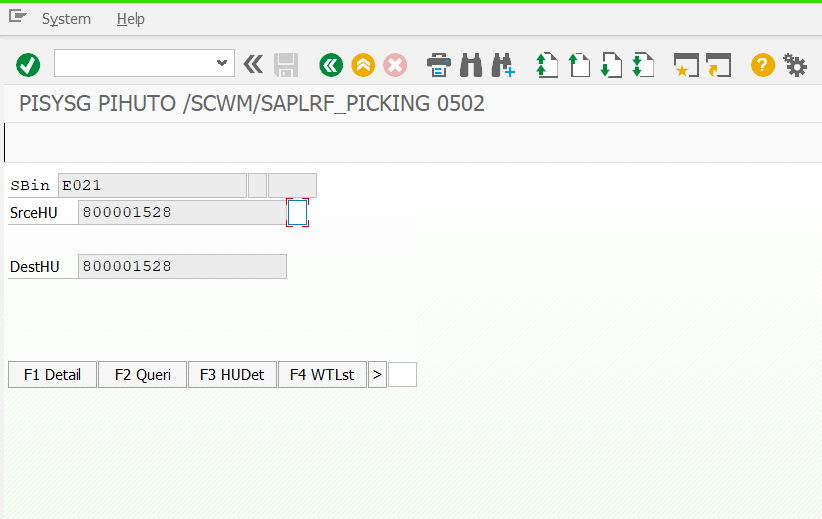 System Help
PISYSG PIHUTO /SCWM/SAPLRF_PICKING 0502
SBin E021
SrceHU 800001528
DestHU 800001528
F1 Detail F2 Queri F3 HUDet F4 WTLst >